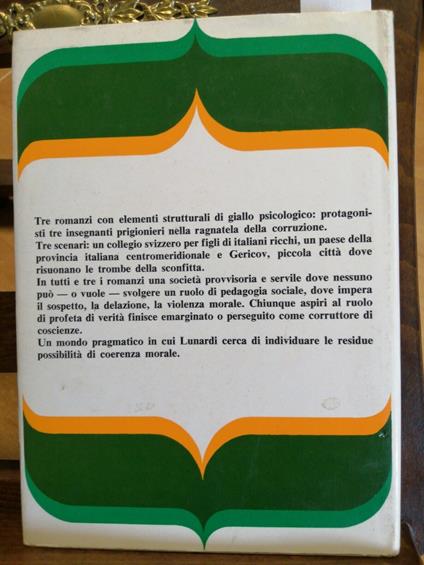 Tre romanzi con elementi strutturali di giallo psicologico: protagoni-
sti tre insegnanti prigionieri nella ragnatela della corruzione.
Tre scenari: un collegio svizzero per figli di italiani ricchi, un paese della
provincia italiana centromeridionale e Gericov, piccola città dove
risuonano le trombe della sconfitta.
In tutti e tre i romanzi una società provvisoria e servile dove nessuno
può — o vuole — svolgere un ruolo di pedagogia sociale, dove impera
il sospetto, la delazione, la violenza morale. Chiunque aspiri al ruolo
di profeta di verità finisce emarginato o perseguito come corruttore di
coscienze.
Un mondo pragmatico in cui Lunardi cerca di individuare le residue
possibilità di coerenza morale.